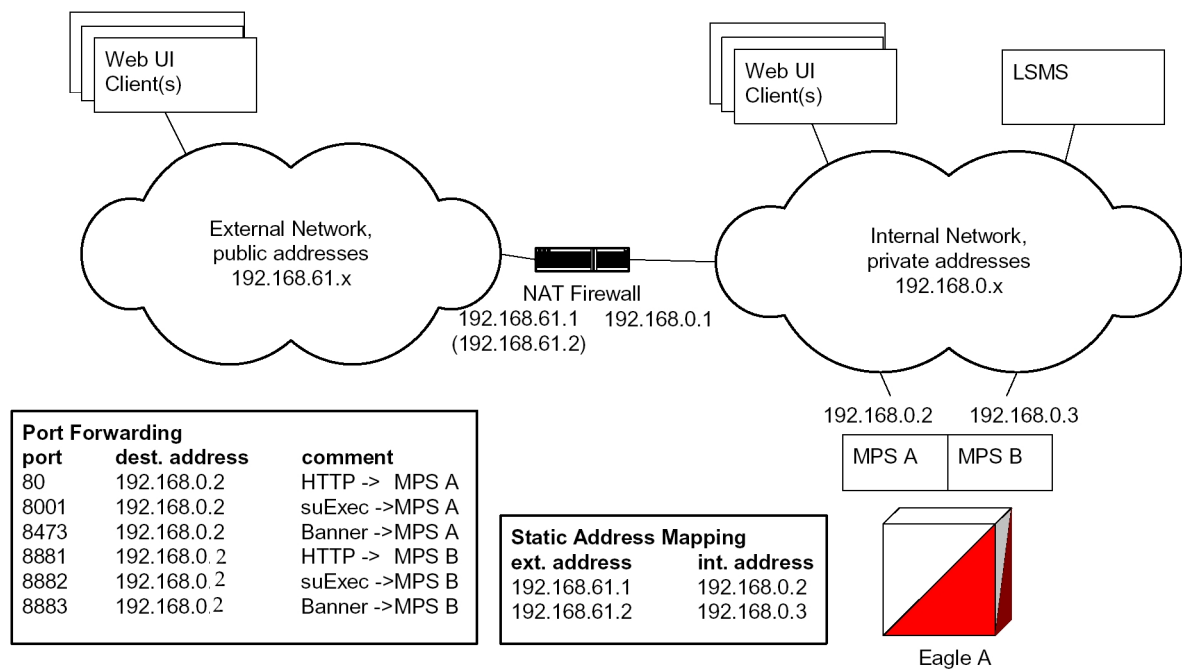 Web UI
Client(s)
Web UI
Client(s)
LSMS
External Network,
public addresses
192.168.61.x
Internal Network,
private addresses
192.168.0.x
NAT Firewall
192.168.61.1 192.168.0.1
(192.168.61.2)
192.168.0.2 192.168.0.3
MPS A MPS B
Port Forwarding
port dest. address comment
80 192.168.0.2 HTTP -> MPS A
8001 192.168.0.2 suExec ->MPS A
8473 192.168.0.2 Banner ->MPS A
8881 192.168.0.2 HTTP -> MPS B
8882 192.168.0.2 suExec ->MPS B
8883 192.168.0.2 Banner ->MPS B
Static Address Mapping
ext. address int. address
192.168.61.1 192.168.0.2
192.168.61.2 192.168.0.3
Eagle A